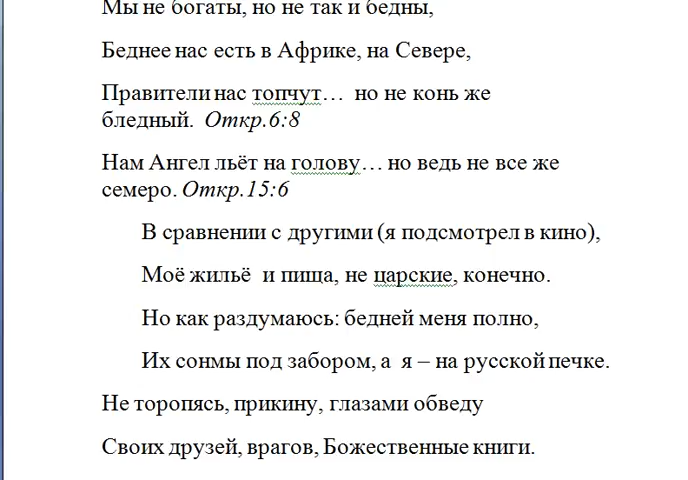 Мы не богаты, но не так и бедны,
Беднее нас есть в Африке, на Севере,
Правители нас топчут… но не конь же
бледный. Откр.6:8
Нам Ангел льёт на голову… но ведь не все же
семеро. Откр.15:6
В сравнении с другими (я подсмотрел в кино),
Моё жильё и пища, не царские, конечно.
Но как раздумаюсь: бедней меня полно,
Их сонмы под забором, а я – на русской печке.
Не торопясь, прикину, глазами обведу
Своих друзей, врагов, Божественные книги.